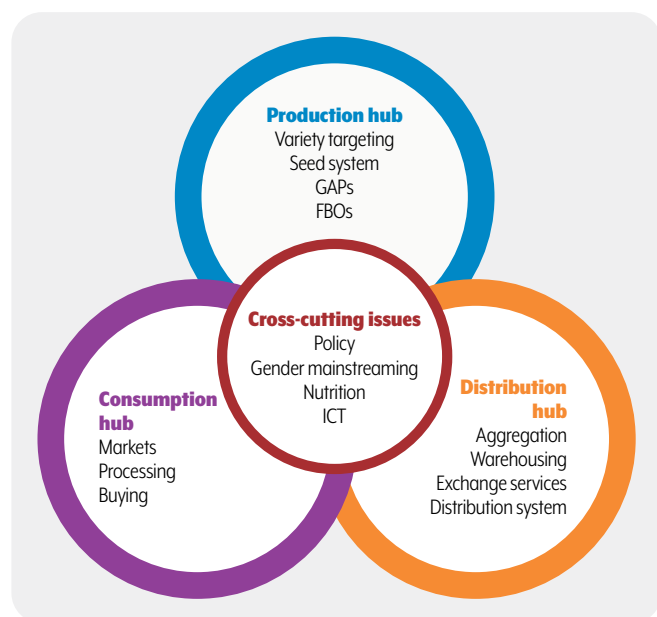 Production hub
Variety targeting
Seed system
GAPs
FBOs
Cross-cutting issues
Policy
Gender mainstreaming
Nutrition
ICT
Consumption
hub
Markets
Processing
Buying
Distribution
hub
Aggregation
Warehousing
Exchange services
Distribution system